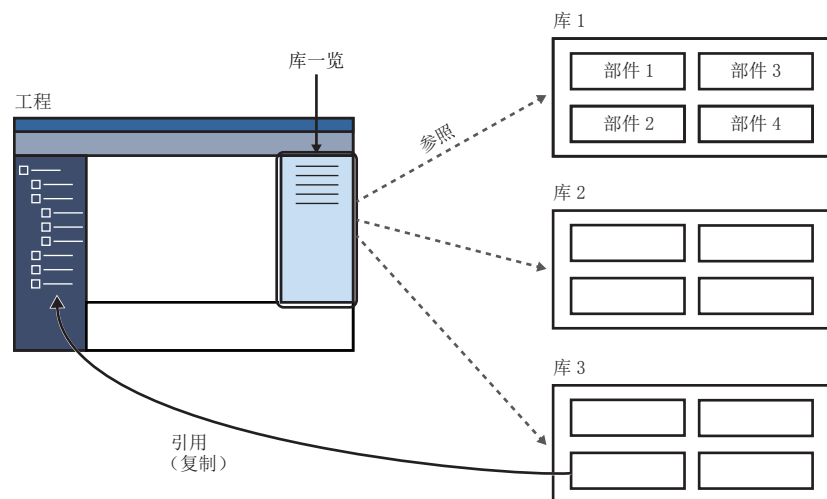 库 1
库一览
部件 1
部件 3
工程
参照
部件 2
部件 4
库 2
库 3
引用
（复制）